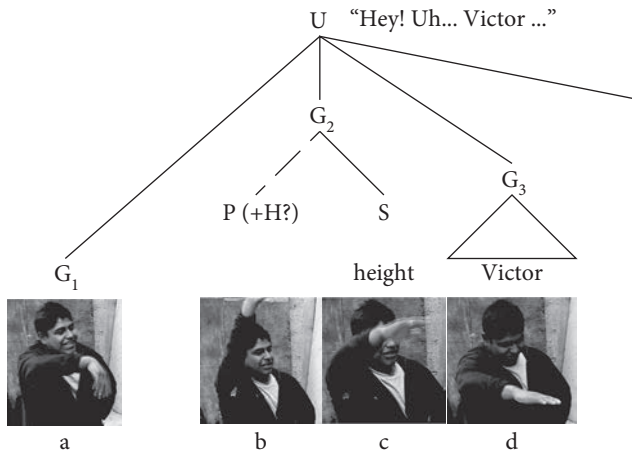 U “Hey! Uh... Victor ...”
G2
G3
P (+H?) S
G1
height Victor
a b c d